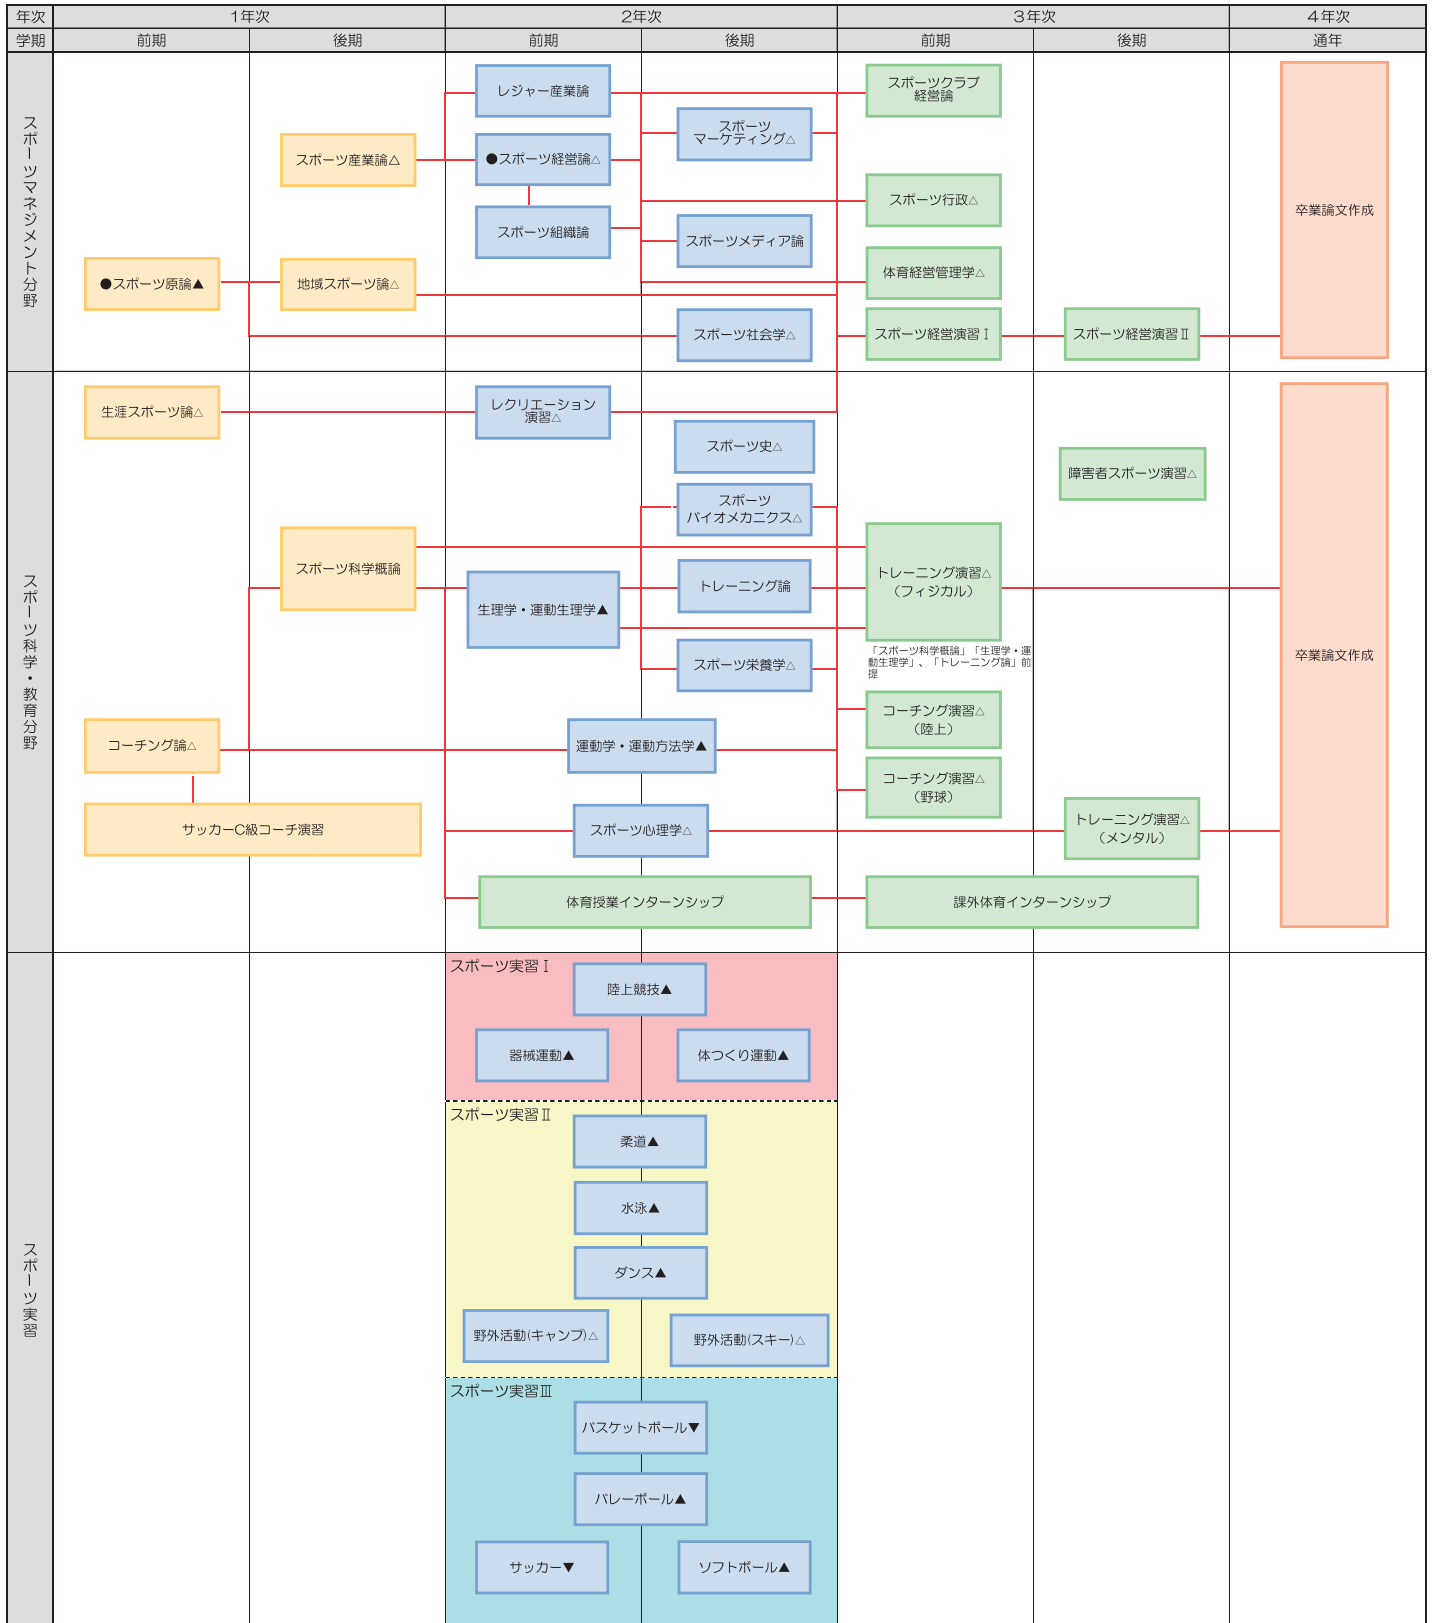 年次
1年次
2年次
3年次
4年次
学期
前期
後期
前期
後期
前期
後期
通年
スポーツマネジメント分野
レジャー産業論
スポーツクラブ
経営論
スポーツ
マーケティング△
スポーツ産業論△
●スポーツ経営論△
スポーツ行政△
卒業論文作成
スポーツ組織論
スポーツメディア論
●スポーツ原論▲
地域スポーツ論△
体育経営管理学△
スポーツ社会学△
スポーツ経営演習Ⅰ
スポーツ経営演習Ⅱ
スポーツ科学・教育分野
生涯スポーツ論△
レクリエーション
演習△
スポーツ史△
障害者スポーツ演習△
スポーツ
バイオメカニクス△
スポーツ科学概論
生理学・運動生理学▲
トレーニング論
トレーニング演習△
（フィジカル）
「スポーツ科学概論」「生理学・運
動生理学」、「トレーニング論」前
提
スポーツ栄養学△
卒業論文作成
コーチング演習△
（陸上）
コーチング論△
運動学・運動方法学▲
コーチング演習△
（野球）
サッカーC級コーチ演習
スポーツ心理学△
トレーニング演習△
（メンタル）
体育授業インターンシップ
課外体育インターンシップ
スポーツ実習
スポーツ実習Ⅰ
陸上競技▲
器械運動▲
体つくり運動▲
スポーツ実習Ⅱ
柔道▲
水泳▲
ダンス▲
野外活動(キャンプ)△
野外活動(スキー)△
スポーツ実習Ⅲ
バスケットボール▼
バレーボール▲
サッカー▼
ソフトボール▲